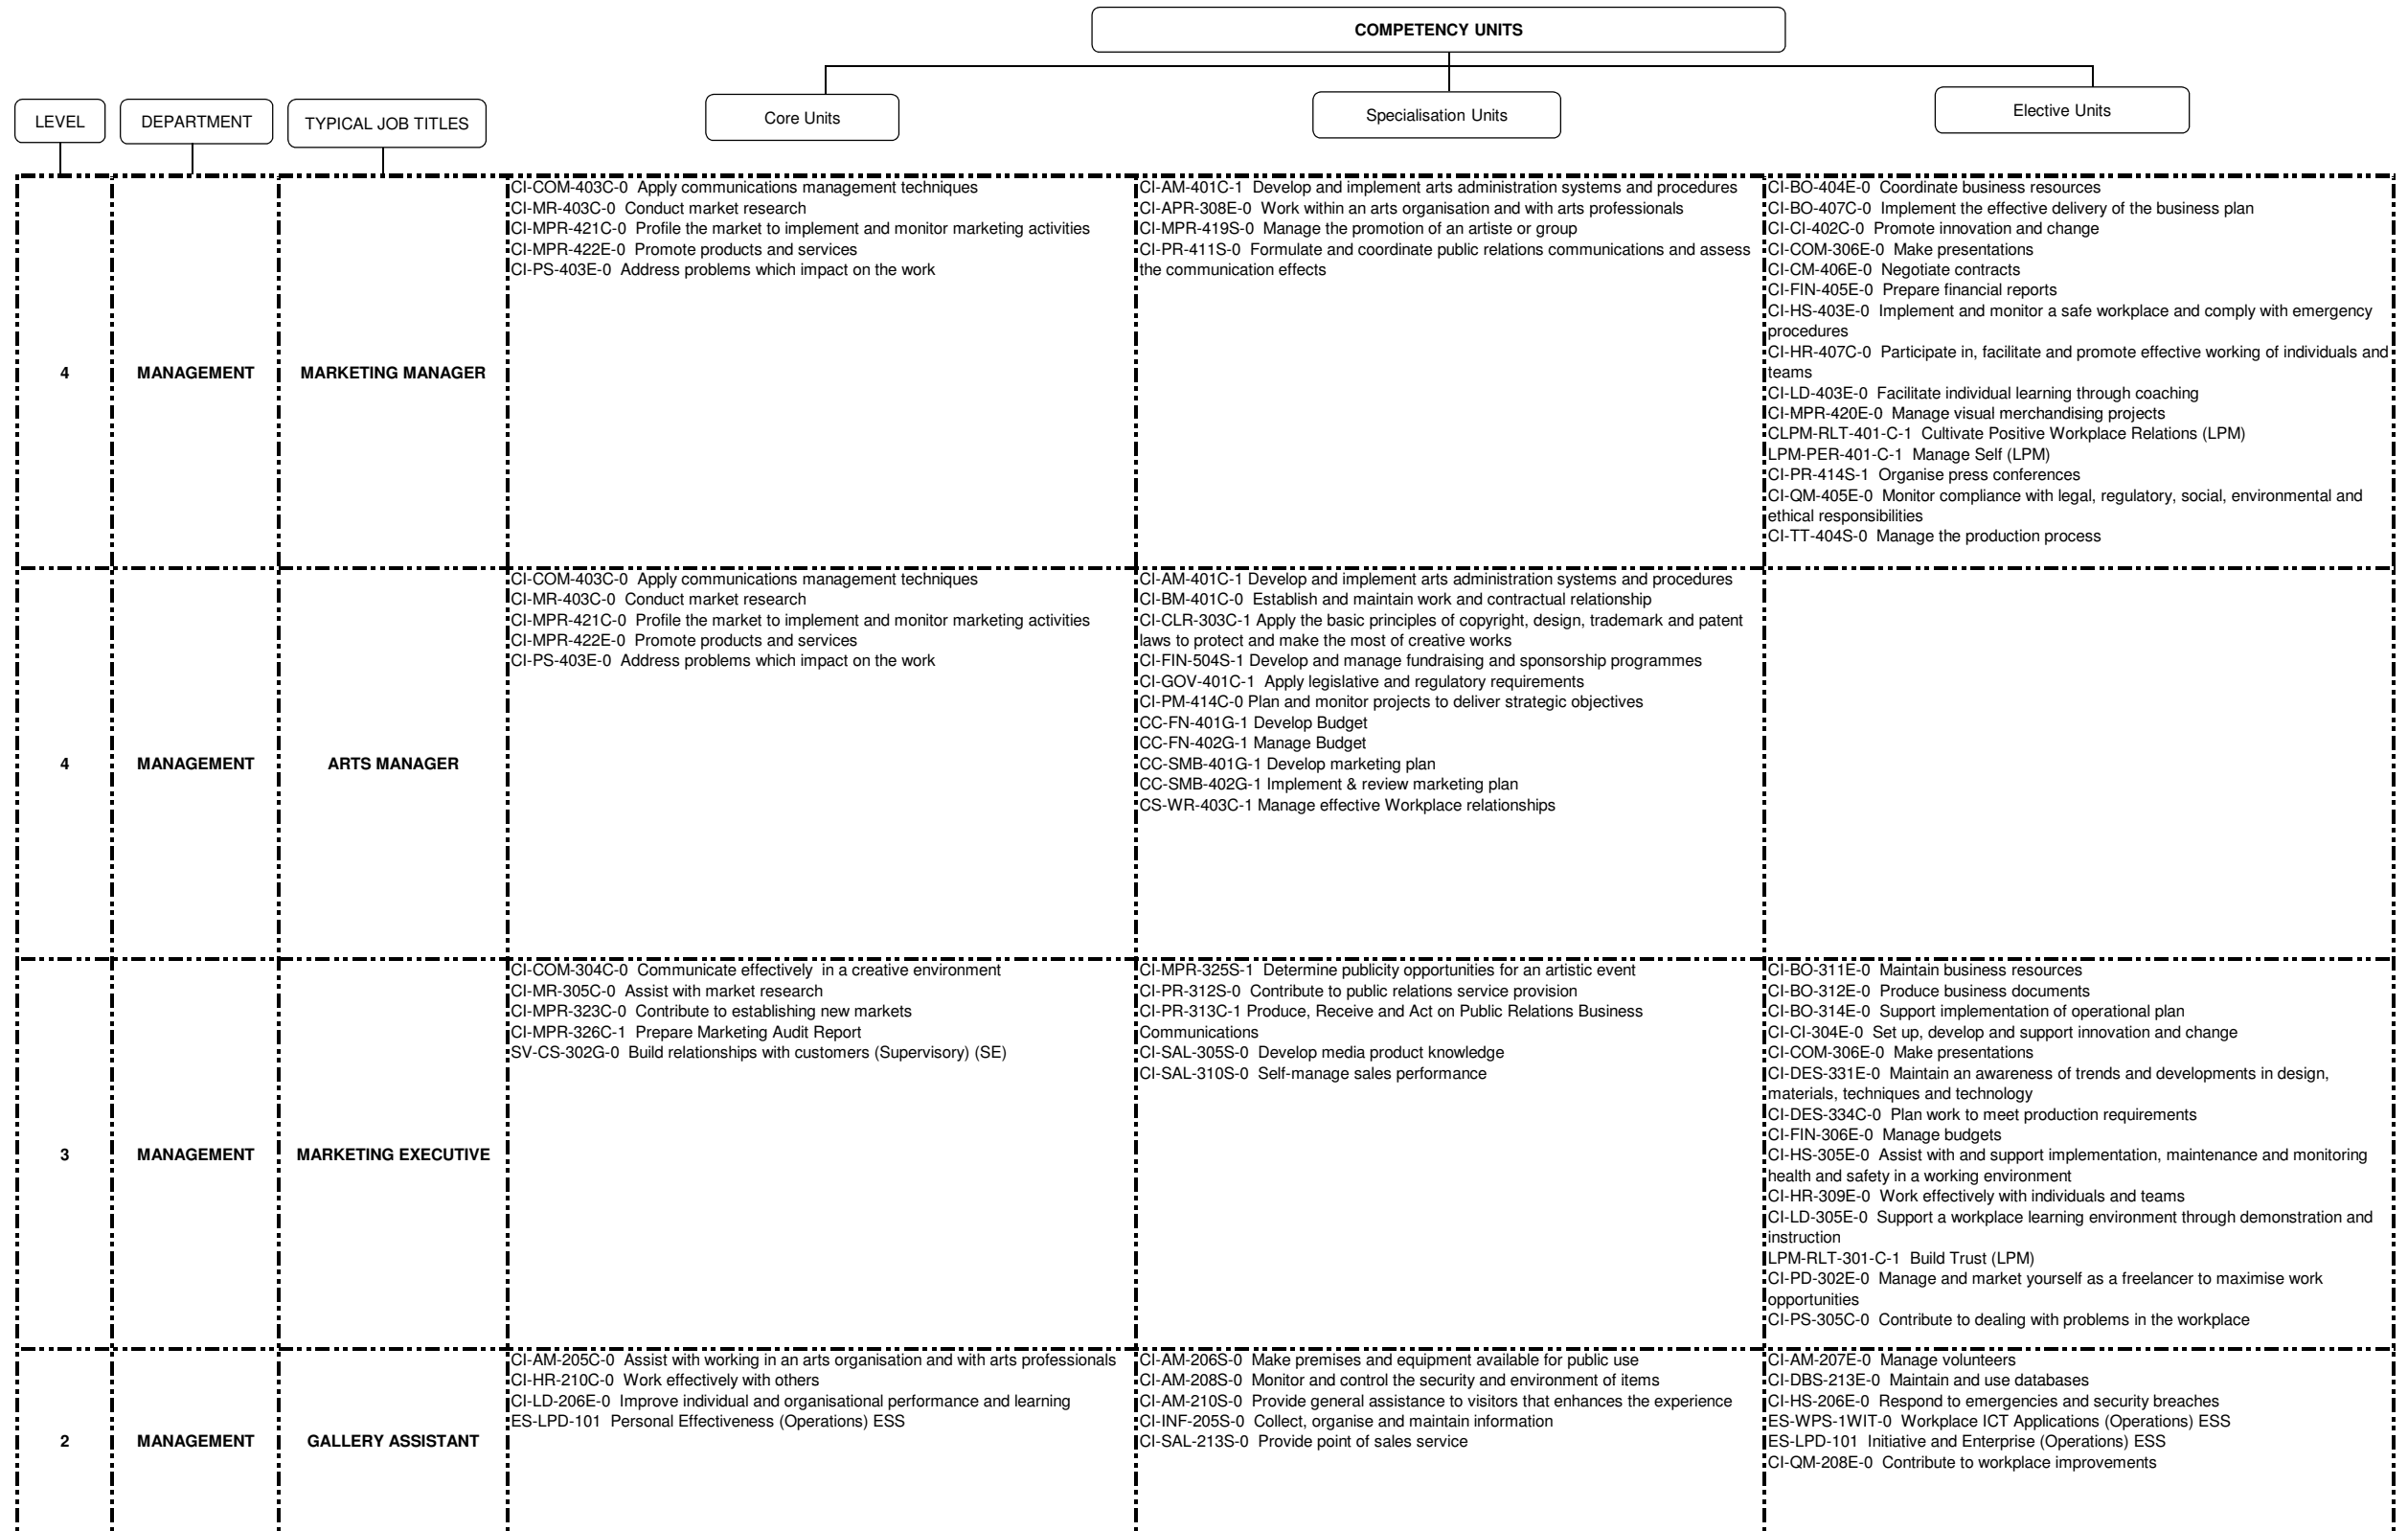 COMPETENCY UNITS
LEVEL
DEPARTMENT
TYPICAL JOB TITLES
Core Units
Specialisation Units
Elective Units
4
MANAGEMENT
MARKETING MANAGER
CI-COM-403C-0 Apply communications management techniques
CI-MR-403C-0 Conduct market research
CI-MPR-421C-0 Profile the market to implement and monitor marketing activities
CI-MPR-422E-0 Promote products and services
CI-PS-403E-0 Address problems which impact on the work
CI-AM-401C-1 Develop and implement arts administration systems and procedures
CI-APR-308E-0 Work within an arts organisation and with arts professionals
CI-MPR-419S-0 Manage the promotion of an artiste or group
CI-PR-411S-0 Formulate and coordinate public relations communications and assess
the communication effects
CI-BO-404E-0 Coordinate business resources
CI-BO-407C-0 Implement the effective delivery of the business plan
CI-CI-402C-0 Promote innovation and change
CI-COM-306E-0 Make presentations
CI-CM-406E-0 Negotiate contracts
CI-FIN-405E-0 Prepare financial reports
CI-HS-403E-0 Implement and monitor a safe workplace and comply with emergency
procedures
CI-HR-407C-0 Participate in, facilitate and promote effective working of individuals and
teams
CI-LD-403E-0 Facilitate individual learning through coaching
CI-MPR-420E-0 Manage visual merchandising projects
CLPM-RLT-401-C-1 Cultivate Positive Workplace Relations (LPM)
LPM-PER-401-C-1 Manage Self (LPM)
CI-PR-414S-1 Organise press conferences
CI-QM-405E-0 Monitor compliance with legal, regulatory, social, environmental and
ethical responsibilities
CI-TT-404S-0 Manage the production process
4
MANAGEMENT
ARTS MANAGER
CI-COM-403C-0 Apply communications management techniques
CI-MR-403C-0 Conduct market research
CI-MPR-421C-0 Profile the market to implement and monitor marketing activities
CI-MPR-422E-0 Promote products and services
CI-PS-403E-0 Address problems which impact on the work
CI-AM-401C-1 Develop and implement arts administration systems and procedures
CI-BM-401C-0 Establish and maintain work and contractual relationship
CI-CLR-303C-1 Apply the basic principles of copyright, design, trademark and patent
laws to protect and make the most of creative works
CI-FIN-504S-1 Develop and manage fundraising and sponsorship programmes
CI-GOV-401C-1 Apply legislative and regulatory requirements
CI-PM-414C-0 Plan and monitor projects to deliver strategic objectives
CC-FN-401G-1 Develop Budget
CC-FN-402G-1 Manage Budget
CC-SMB-401G-1 Develop marketing plan
CC-SMB-402G-1 Implement & review marketing plan
CS-WR-403C-1 Manage effective Workplace relationships
3
MANAGEMENT
MARKETING EXECUTIVE
CI-COM-304C-0 Communicate effectively in a creative environment
CI-MR-305C-0 Assist with market research
CI-MPR-323C-0 Contribute to establishing new markets
CI-MPR-326C-1 Prepare Marketing Audit Report
SV-CS-302G-0 Build relationships with customers (Supervisory) (SE)
CI-MPR-325S-1 Determine publicity opportunities for an artistic event
CI-PR-312S-0 Contribute to public relations service provision
CI-PR-313C-1 Produce, Receive and Act on Public Relations Business
Communications
CI-SAL-305S-0 Develop media product knowledge
CI-SAL-310S-0 Self-manage sales performance
CI-BO-311E-0 Maintain business resources
CI-BO-312E-0 Produce business documents
CI-BO-314E-0 Support implementation of operational plan
CI-CI-304E-0 Set up, develop and support innovation and change
CI-COM-306E-0 Make presentations
CI-DES-331E-0 Maintain an awareness of trends and developments in design,
materials, techniques and technology
CI-DES-334C-0 Plan work to meet production requirements
CI-FIN-306E-0 Manage budgets
CI-HS-305E-0 Assist with and support implementation, maintenance and monitoring
health and safety in a working environment
CI-HR-309E-0 Work effectively with individuals and teams
CI-LD-305E-0 Support a workplace learning environment through demonstration and
instruction
LPM-RLT-301-C-1 Build Trust (LPM)
CI-PD-302E-0 Manage and market yourself as a freelancer to maximise work
opportunities
CI-PS-305C-0 Contribute to dealing with problems in the workplace
2
MANAGEMENT
GALLERY ASSISTANT
CI-AM-205C-0 Assist with working in an arts organisation and with arts professionals
CI-HR-210C-0 Work effectively with others
CI-LD-206E-0 Improve individual and organisational performance and learning
ES-LPD-101 Personal Effectiveness (Operations) ESS
CI-AM-206S-0 Make premises and equipment available for public use
CI-AM-208S-0 Monitor and control the security and environment of items
CI-AM-210S-0 Provide general assistance to visitors that enhances the experience
CI-INF-205S-0 Collect, organise and maintain information
CI-SAL-213S-0 Provide point of sales service
CI-AM-207E-0 Manage volunteers
CI-DBS-213E-0 Maintain and use databases
CI-HS-206E-0 Respond to emergencies and security breaches
ES-WPS-1WIT-0 Workplace ICT Applications (Operations) ESS
ES-LPD-101 Initiative and Enterprise (Operations) ESS
CI-QM-208E-0 Contribute to workplace improvements